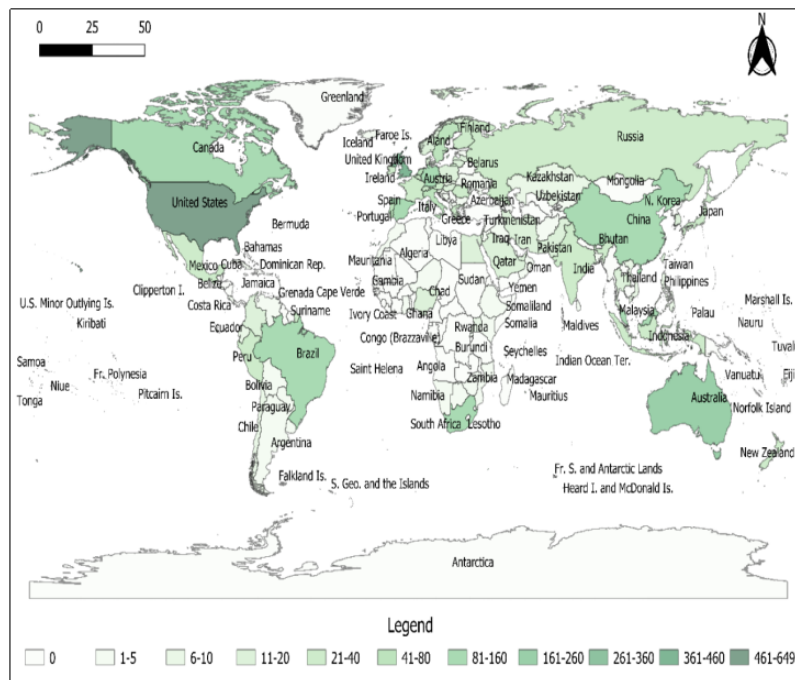 0 25 50
N
Greenland
Iceland
Faroe Is.
Finland
Aland
Russia
Canada
United Kingdom
Belarus
Ireland
Austria
Kazakhstan
Mongolia
Romania
United States
Spain
Italy
Azerbaijan
Uzbekistan
N. Korea
Japan
Portugal
Greece
Turkmenistan
China
Bermuda
Libya
Iraq
Iran
Algeria
Pakistan
Bhutan
Bahamas
Mauritania
Qatar
Oman
India
Taiwan
Mexico
Cuba
Dominican Rep.
Belize
Jamaica
Gambia
Sudan
Yemen
Thailand
Philippines
Clipperton I.
Grenada
Cape Verde
Chad
Costa Rica
Ivory Coast
Ghana
Somaliland
U.S. Minor Outlying Is.
Suriname
Somalia
Maldives
Malaysia
Palau
Marshall Is.
Kiribati
Ecuador
Congo (Brazzaville)
Rwanda
Nauru
Indonesia
Brazil
Burundi
Seychelles
Indian Ocean Ter.
Tuval
Samoa
Peru
Saint Helena
Angola
Fr. Polynesia
Niue
Bolivia
Zambia
Madagascar
Vanuatu
Fiji
Tonga
Pitcairn Is.
Namibia
Mauritius
Australia
Norfolk Island
Paraguay
Chile
South Africa
Lesotho
Argentina
New Zealand
Falkland Is.
S. Geo. and the Islands
Fr. S. and Antarctic Lands
Heard I. and McDonald Is.
Antarctica
Legend
0 1-5 6-10 11-20 21-40 41-80 81-160 161-260 261-360 361-460 461-649